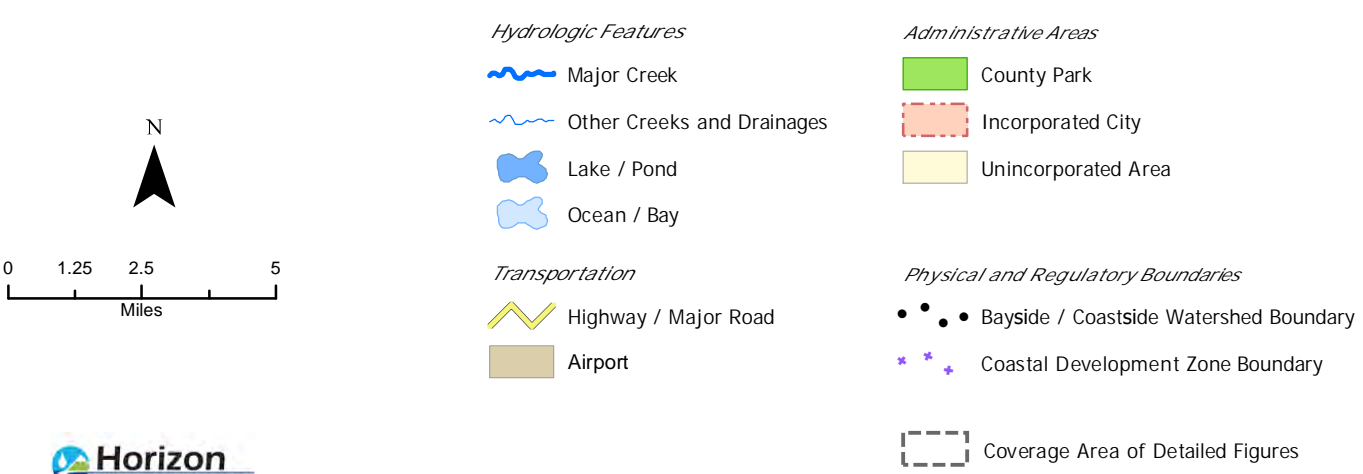 N
0 1.25 2.5 5
Miles
Horizon
Hydrologic Features
Major Creek
Other Creeks and Drainages
Lake / Pond
Ocean / Bay
Transportation
Highway / Major Road
Airport
Administrative Areas
County Park
Incorporated City
Unincorporated Area
Physical and Regulatory Boundaries
Bayside / Coastside Watershed Boundary
Coastal Development Zone Boundary
Coverage Area of Detailed Figures